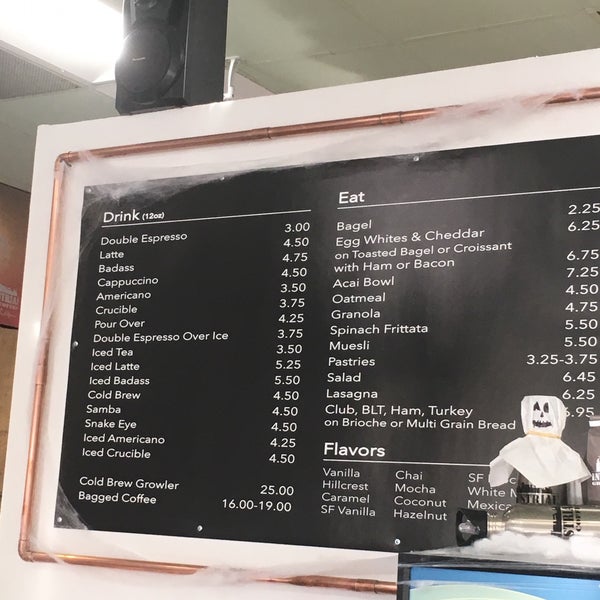 Drink (12oz)
Double Espresso 3.00
Latte 4.50
Badass 4.75
Cappuccino 4.50
Americano 3.50
Crucible 3.75
Pour Over 4.25
Double Espresso Over Ice 3.75
Iced Tea 3.50
Iced Latte 5.25
Iced Badass 5.50
Cold Brew 4.50
Samba 4.50
Snake Eye 4.50
Iced Americano 4.25
Iced Crucible 4.50
Cold Brew Growler 25.00
Bagged Coffee 16.00-19.00
Eat
Bagel 2.25
Egg Whites & Cheddar 6.25
on Toasted Bagel or Croissant
with Ham or Bacon 6.75
Acai Bowl 7.25
Oatmeal 4.50
Granola 4.75
Spinach Frittata 5.50
Muesli 5.50
Pastries 3.25-3.75
Salad 6.45
Lasagna 6.25
Club, BLT, Ham, Turkey 6.95
on Brioche or Multi Grain Bread
Flavors
Vanilla Chai SF
Hillcrest Mocha White
Caramel Coconut
SF Vanilla Hazelnut